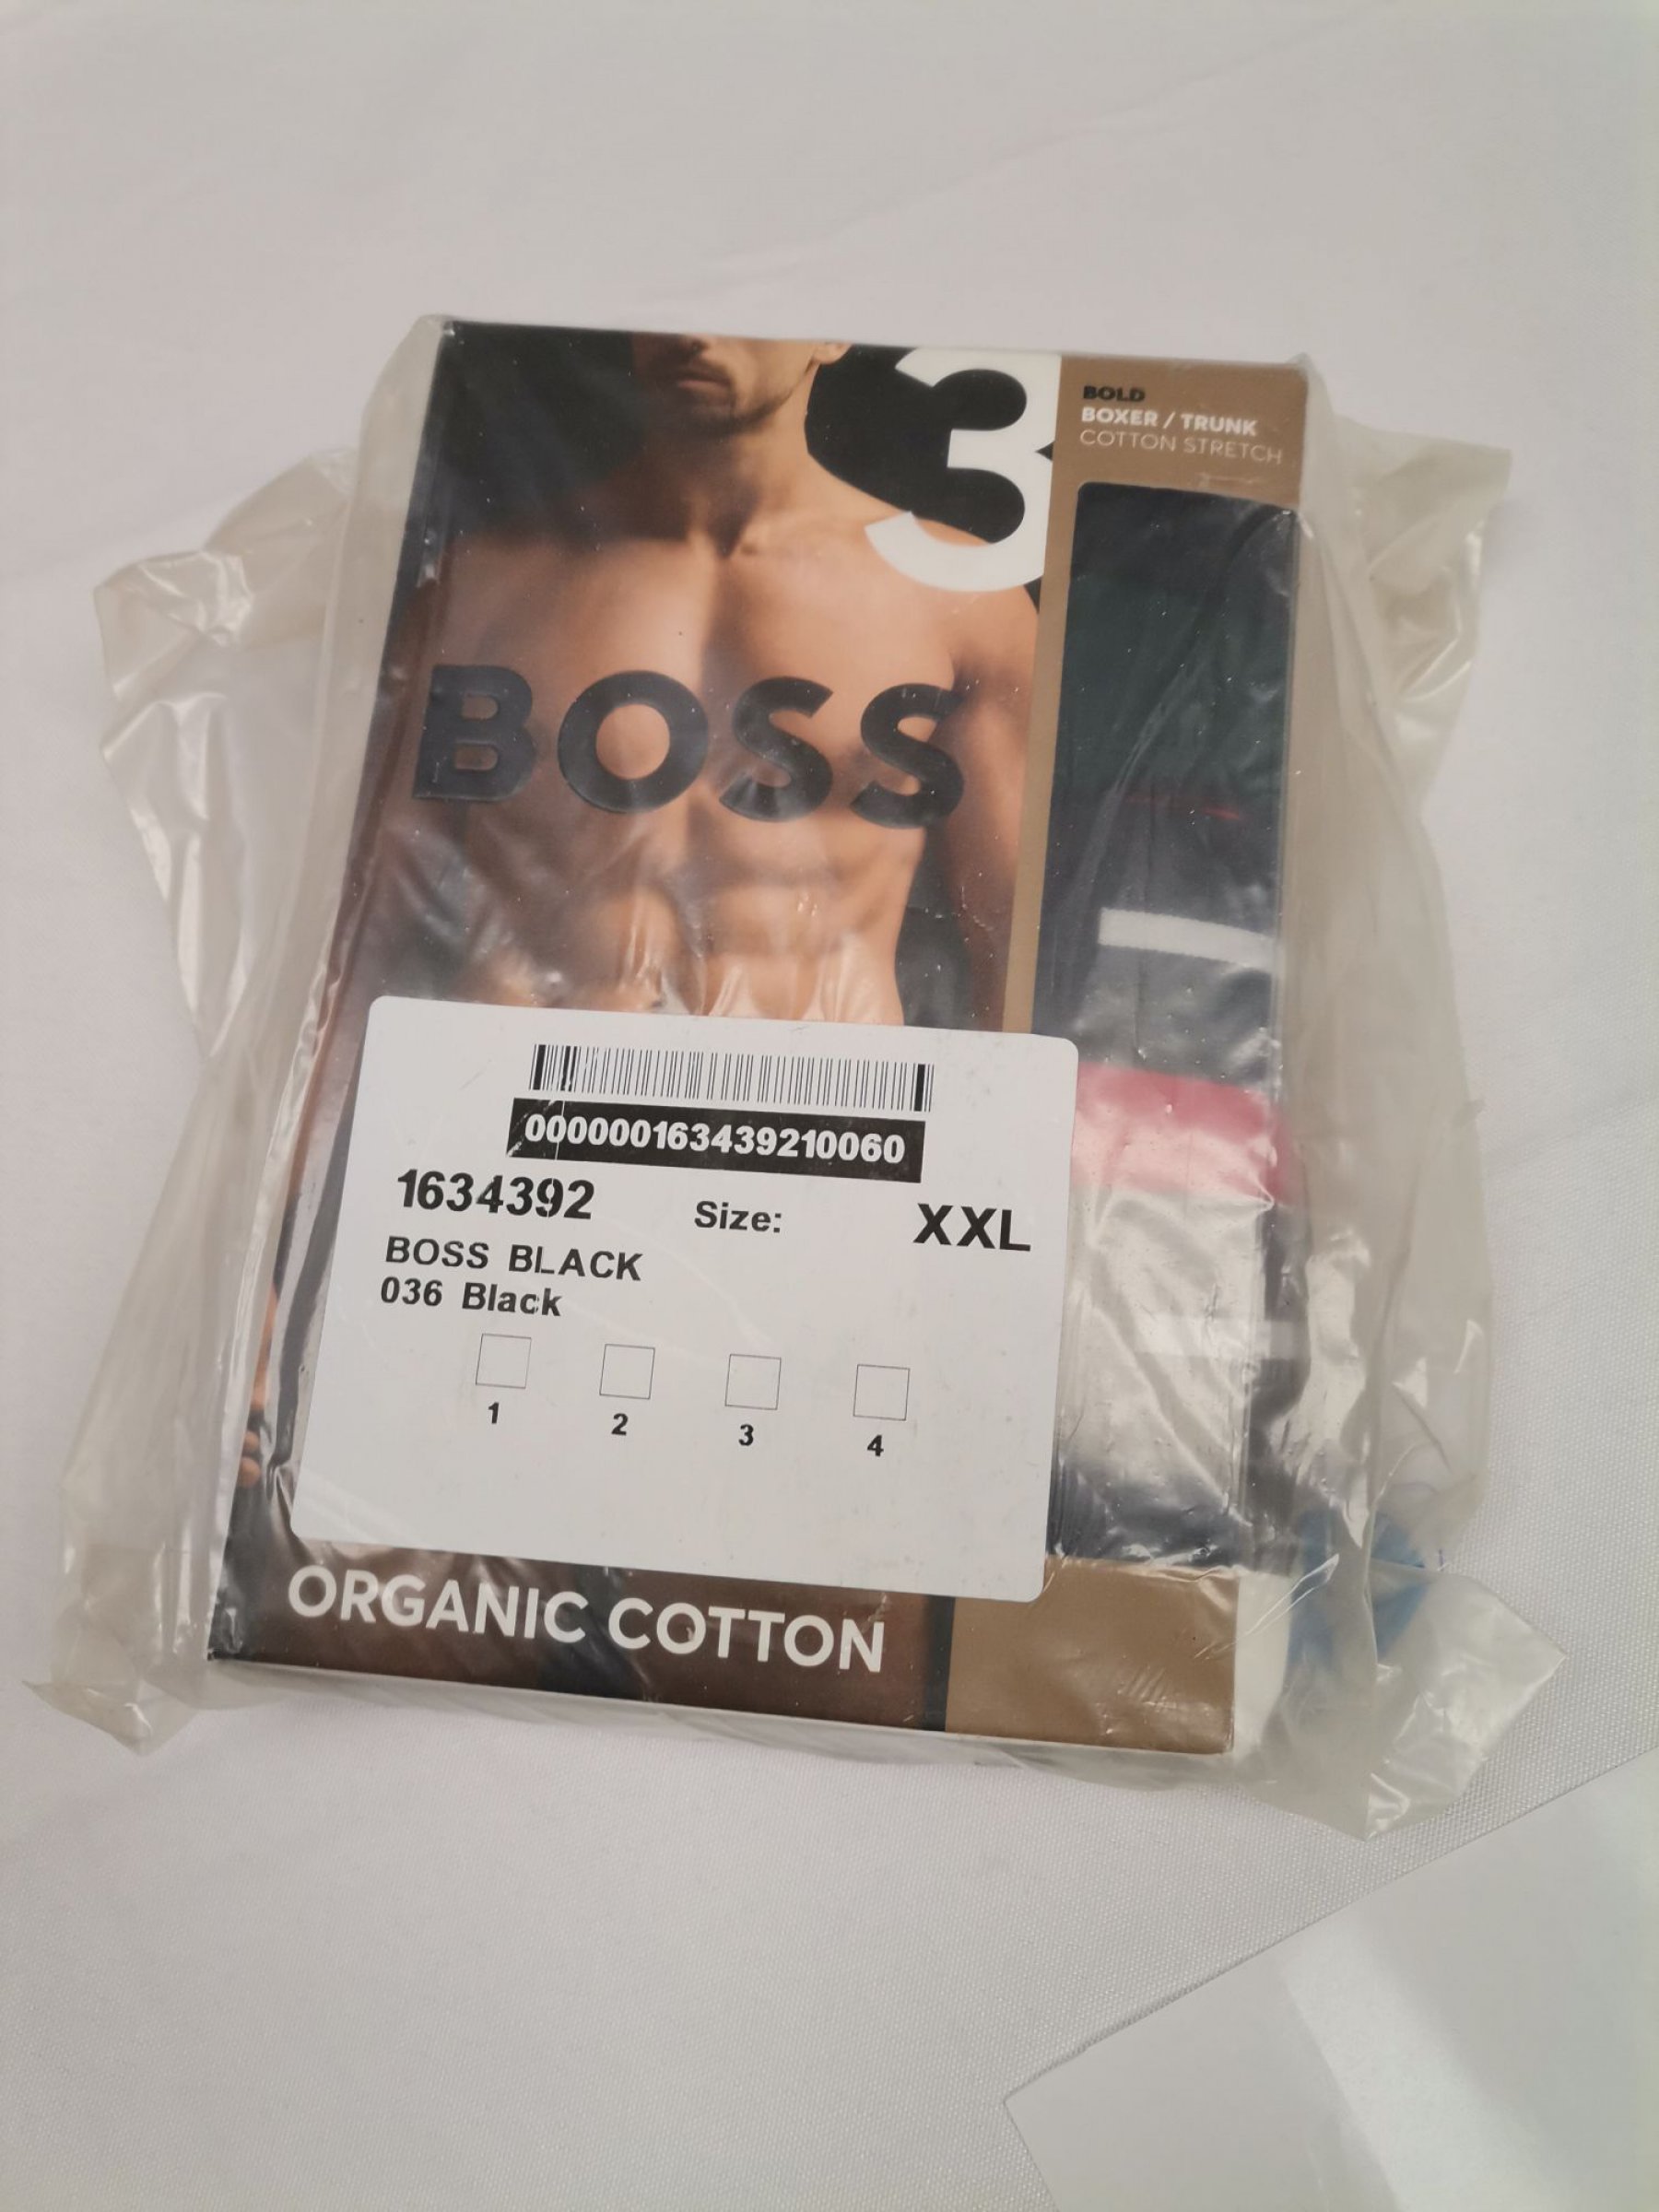 3
BOLD
BOXER / TRUNK
COTTON STRETCH
BOSS
000000163439210060
1634392 Size: XXL
BOSS BLACK
036 Black
1 2 3 4
ORGANIC COTTON